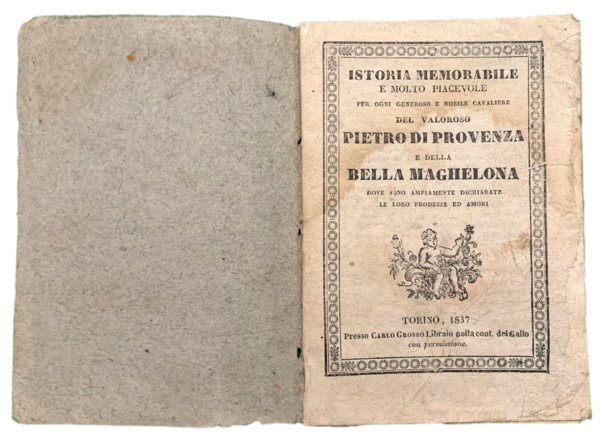 ISTORIA MEMORABILE
E MOLTO PIACEVOLE
PER OGNI GENEROSO E NOBILE CAVALIERE
DEL VALOROSO
PIETRO DI PROVENZA
E DELLA
BELLA MAGHELONA
DOVE SONO AMPIAMENTE DICHIARATE
LE LORO PRODEZZE ED AMORI
TORINO, 1837
Presso CARLO GROSSO Libraio nella cont. del Gallo
con permissione.